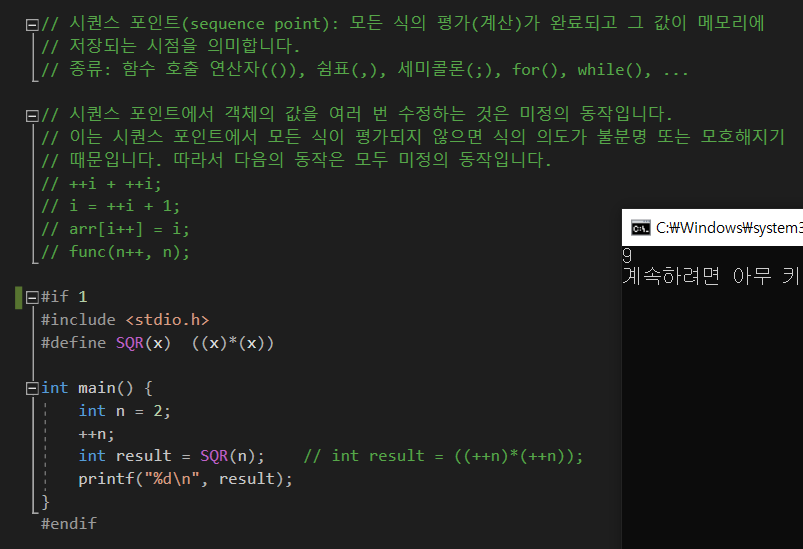 // 시퀀스 포인트(sequence point): 모든 식의 평가(계산)가 완료되고 그 값이 메모리에
// 저장되는 시점을 의미합니다.
// 종류: 함수 호출 연산자(()), 쉼표(,), 세미콜로(;), for(), while(), ...
// 시퀀스 포인트에서 객체의 값을 여러 번 수정하는 것은 미정의 동작입니다.
// 이는 시퀀스 포인트에서 모든 식이 평가되지 않으면 식의 의도가 불분명 또는 모호해지기
// 때문입니다. 따라서 다음의 동작은 모두 미정의 동작입니다.
// ++i + ++i;
// i = ++i + 1;
// arr[i++] = i;
// func(n++, n);
#if 1
#include <stdio.h>
#define SQR(x)  ((x)*(x))
int main() {
    int n = 2;
    ++n;
    int result = SQR(n);    // int result = ((++n)*(++n));
    printf("%d\n", result);
}
#endif
C:₩Windows₩system3
9
계속하려면 아무 키